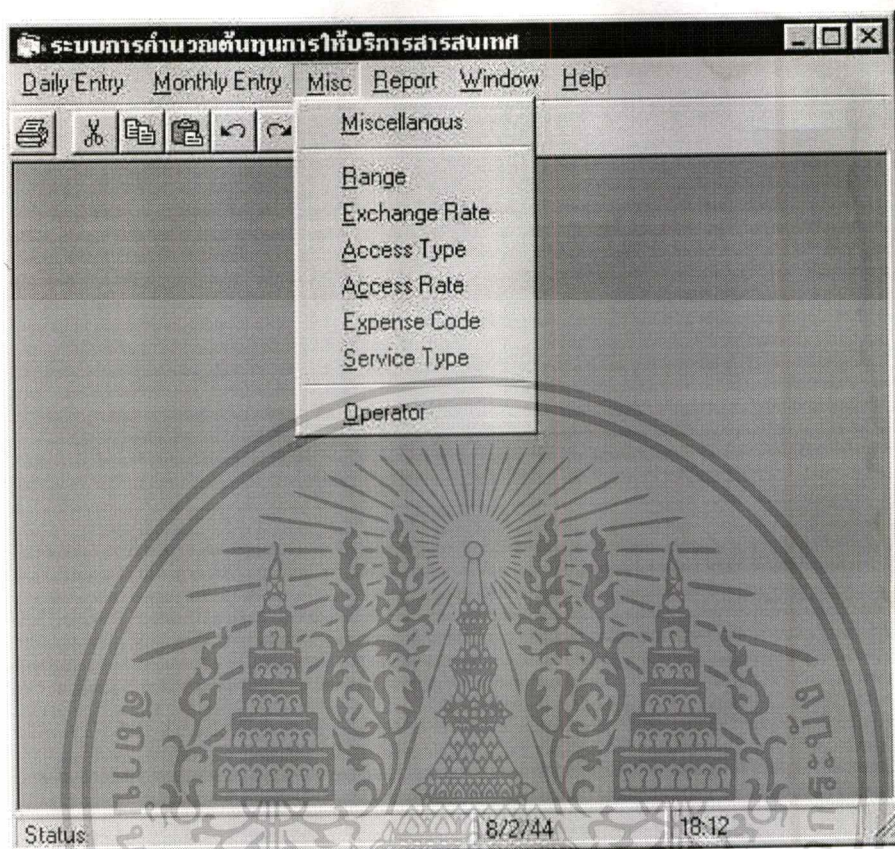 ระบบการคำนวณต้นทุนการให้บริการสารสนเทศ
Daily Entry Monthly Entry Misc Report Window Help
Miscellanous
Range
Exchange Rate
Access Type
Access Rate
Expense Code
Service Type
Operator
Status: 8/2/44 18:12